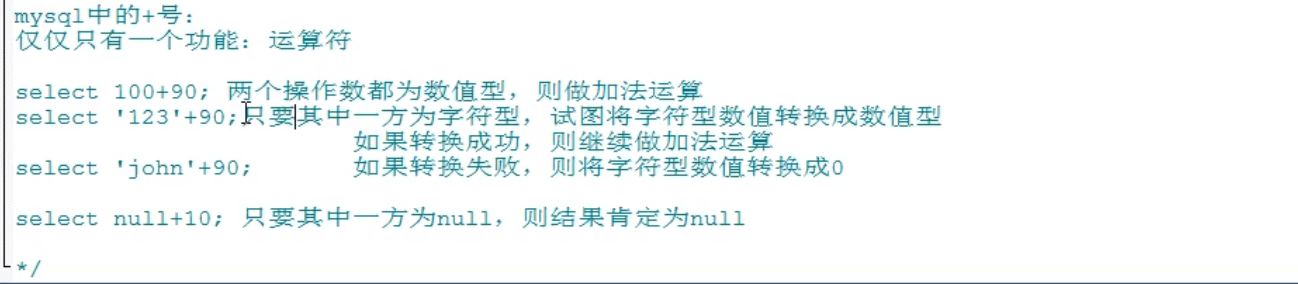 mysql中的+号：
仅仅只有一个功能：运算符
select 100+90; 两个操作数都为数值型，则做加法运算
select '123'+90;只要其中一方为字符型，试图将字符型数值转换成数值型
如果转换成功，则继续做加法运算
select 'john'+90; 如果转换失败，则将字符型数值转换成0
select null+10; 只要其中一方为null，则结果肯定为null
*/